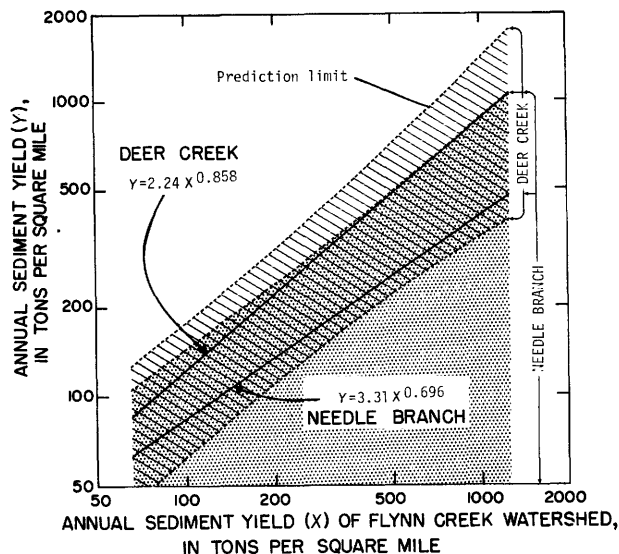 2000
1000
500
200
100
50
ANNUAL SEDIMENT YIELD (Y),
IN TONS PER SQUARE MILE
Prediction limit
DEER CREEK
Y=2.24 X 0.858
Y=3.31 X 0.696
NEEDLE BRANCH
DEER CREEK
NEEDLE BRANCH
50 100 200 500 1000 2000
ANNUAL SEDIMENT YIELD (X) OF FLYNN CREEK WATERSHED,
IN TONS PER SQUARE MILE